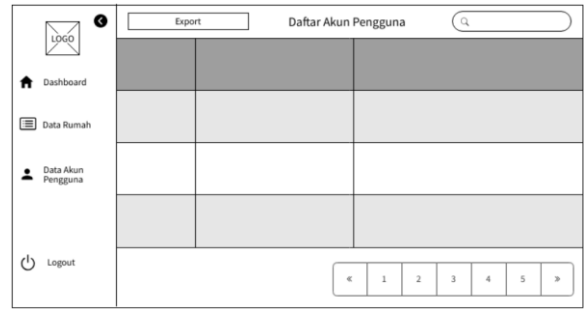 LOGO
Dashboard
Data Rumah
Data Akun
Pengguna
Logout
Export
Daftar Akun Pengguna
« 1 2 3 4 5 »